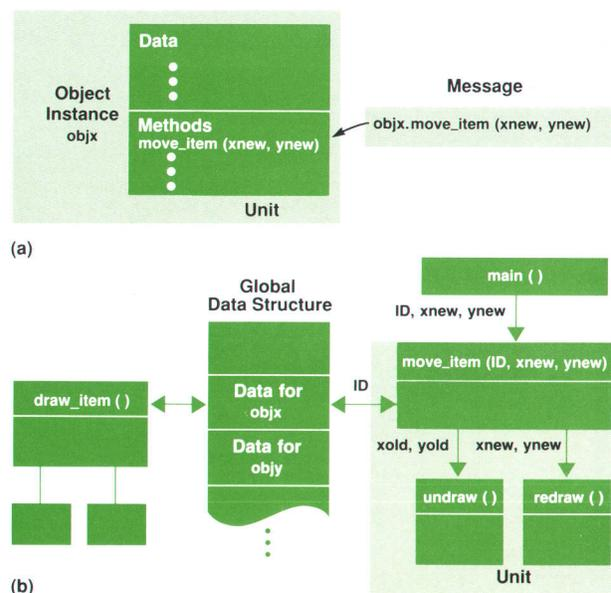 Data
Object
Instance
objx
Methods
move_item (xnew, ynew)
Unit
Message
objx.move_item (xnew, ynew)
(a)
Global
Data Structure
main ( )
ID, xnew, ynew
move_item (ID, xnew, ynew)
ID
draw_item ( )
Data for
objx
Data for
objy
xold, yold
xnew, ynew
undraw ( )
redraw ( )
Unit
(b)